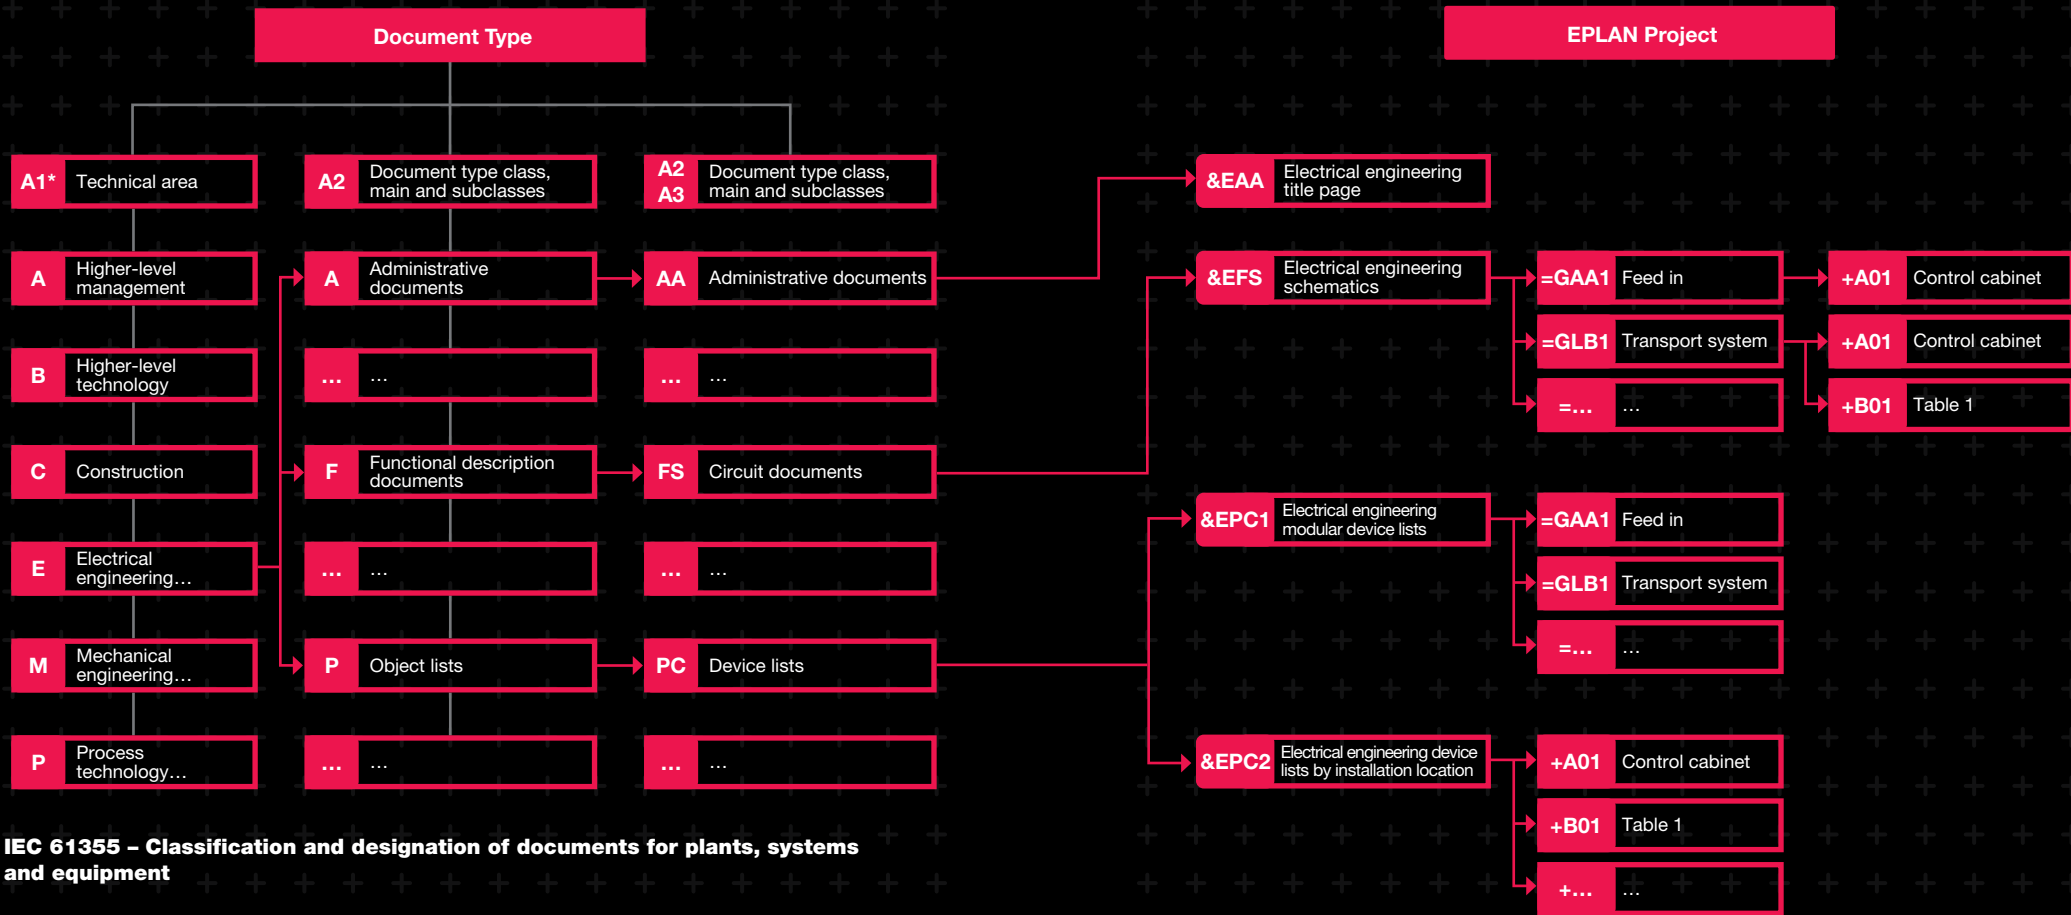 Document Type
EPLAN Project
A1*
Technical area
A2
Document type class,
main and subclasses
A2
A3
Document type class,
main and subclasses
&EAA
Electrical engineering
title page
A
Higher-level
management
A
Administrative
documents
AA
Administrative documents
&EFS
Electrical engineering
schematics
=GAA1
Feed in
+A01
Control cabinet
=GLB1
Transport system
+A01
Control cabinet
B
Higher-level
technology
...
...
...
...
=...
...
+B01
Table 1
C
Construction
F
Functional description
documents
FS
Circuit documents
&EPC1
Electrical engineering
modular device lists
=GAA1
Feed in
E
Electrical
engineering...
...
...
...
...
=GLB1
Transport system
M
Mechanical
engineering...
P
Object lists
PC
Device lists
=...
...
P
Process
technology...
...
...
...
...
&EPC2
Electrical engineering device
lists by installation location
+A01
Control cabinet
+B01
Table 1
+...
...
IEC 61355 – Classification and designation of documents for plants, systems
and equipment